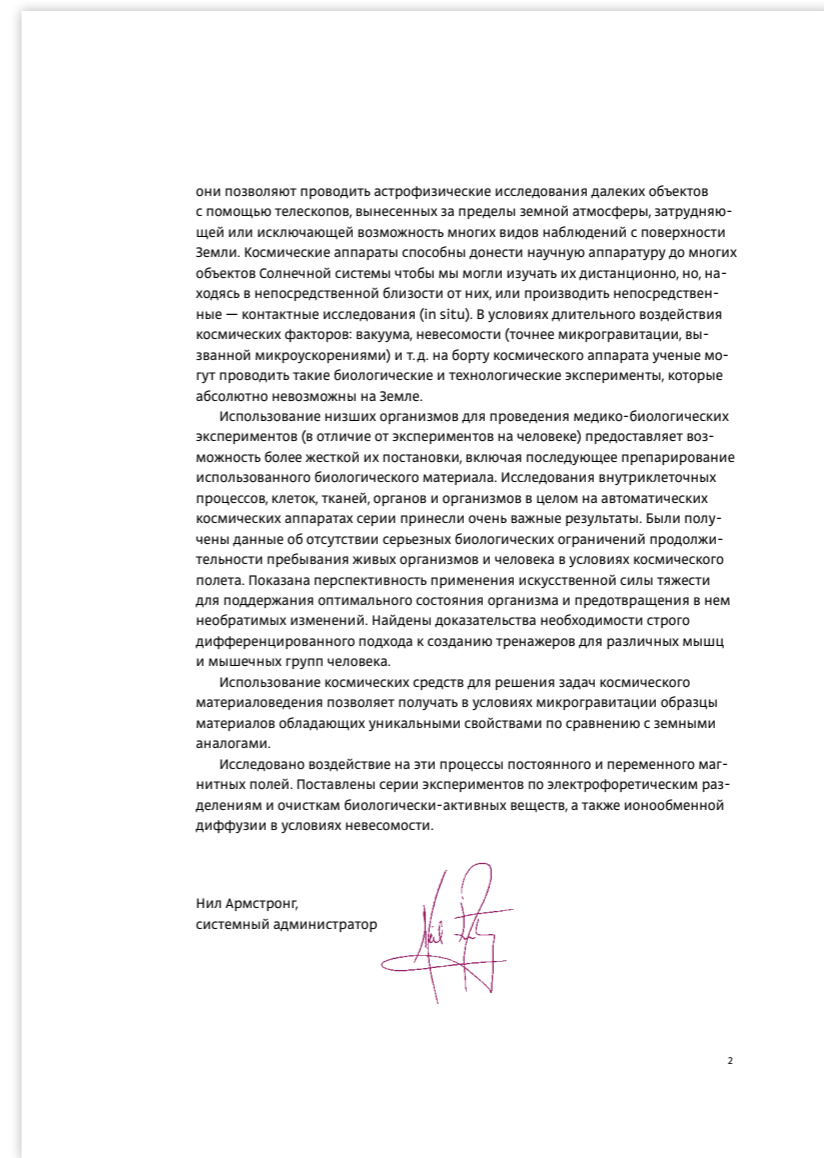 они позволяют проводить астрофизические исследования далеких объектов
с помощью телескопов, вынесенных за пределы земной атмосферы, затрудняю-
щей или исключающей возможность многих видов наблюдений с поверхности
Земли. Космические аппараты способны донести научную аппаратуру до многих
объектов Солнечной системы чтобы мы могли изучать их дистанционно, но, на-
ходясь в непосредственной близости от них, или производить непосредствен-
ные — контактные исследования (in situ). В условиях длительного воздействия
космических факторов: вакуума, невесомости (точнее микрогравитации, вы-
званной микроускорениями) и т. д. на борту космического аппарата ученые мо-
гут проводить такие биологические и технологические эксперименты, которые
абсолютно невозможны на Земле.
Использование низших организмов для проведения медико-биологических
экспериментов (в отличие от экспериментов на человеке) предоставляет воз-
можность более жесткой их постановки, включая последующее препарирование
использованного биологического материала. Исследования внутриклеточных
процессов, клеток, тканей, органов и организмов в целом на автоматических
космических аппаратах серии принесли очень важные результаты. Были полу-
чены данные об отсутствии серьезных биологических ограничений продолжи-
тельности пребывания живых организмов и человека в условиях космического
полета. Показана перспективность применения искусственной силы тяжести
для поддержания оптимального состояния организма и предотвращения в нем
необратимых изменений. Найдены доказательства необходимости строго
дифференцированного подхода к созданию тренажеров для различных мышц
и мышечных групп человека.
Использование космических средств для решения задач космического
материаловедения позволяет получать в условиях микрогравитации образцы
материалов обладающих уникальными свойствами по сравнению с земными
аналогами.
Исследовано воздействие на эти процессы постоянного и переменного маг-
нитных полей. Поставлены серии экспериментов по электрофоретическим раз-
делениям и очисткам биологически-активных веществ, а также ионообменной
диффузии в условиях невесомости.
Нил Армстронг,
системный администратор
Neil
2